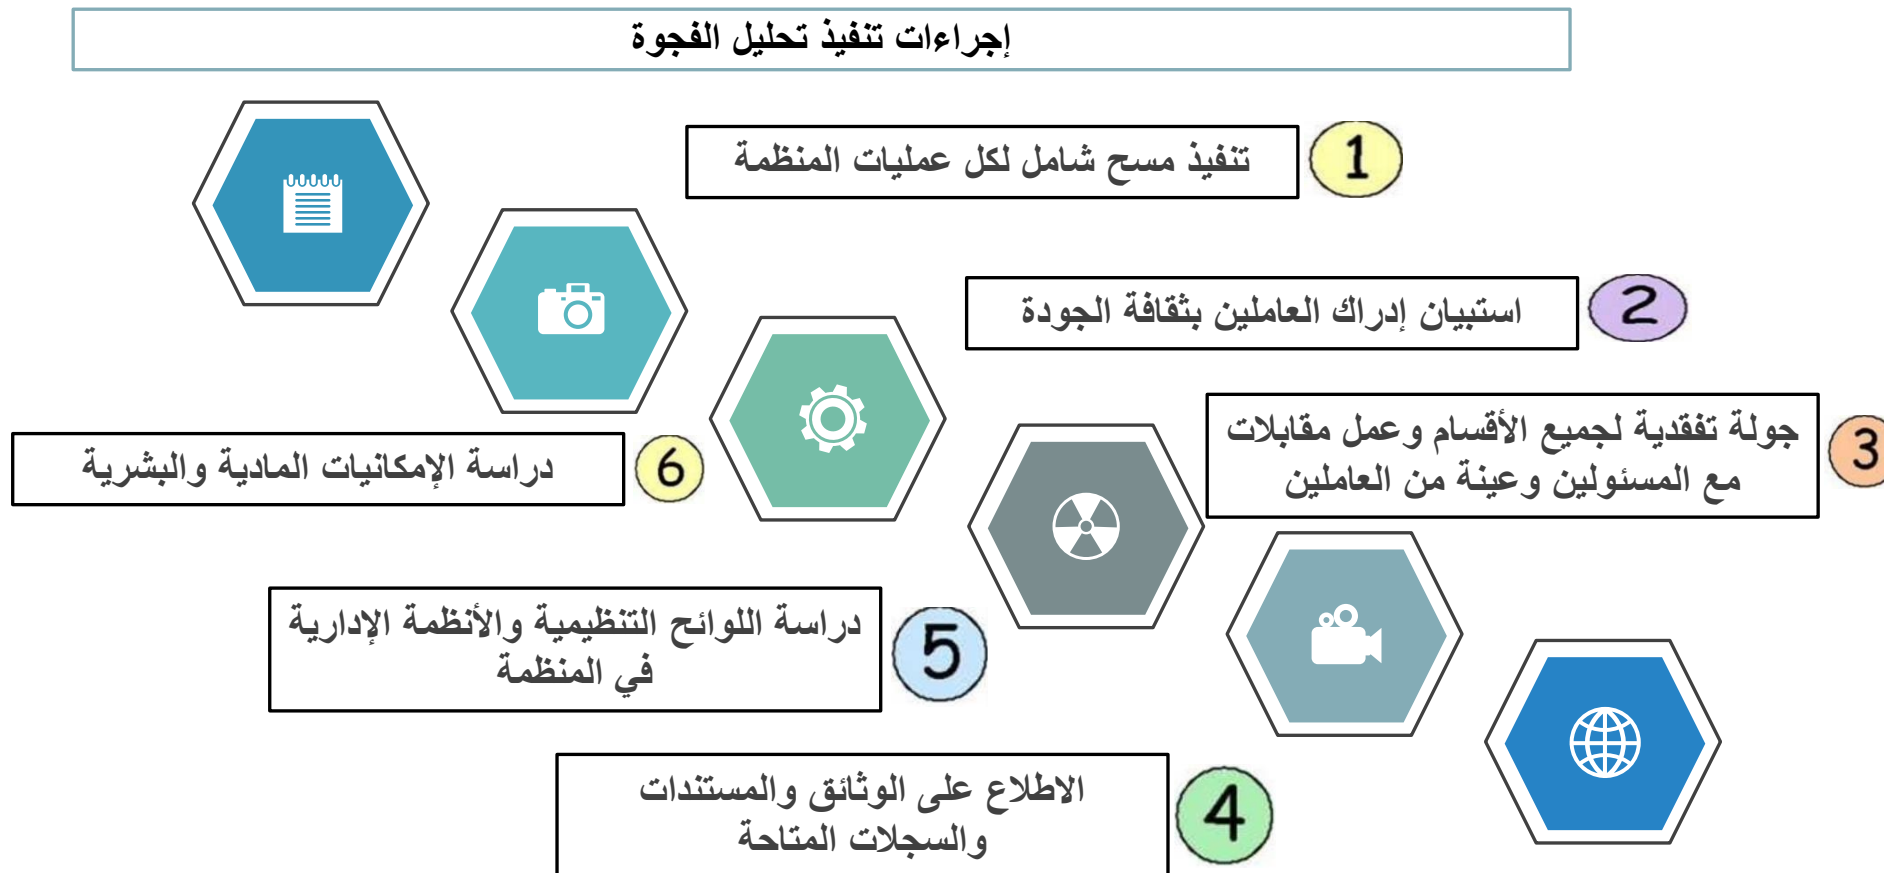 إجراءات تنفيذ تحليل الفجوة
1
تنفيذ مسح شامل لكل عمليات المنظمة
2
استبيان إدراك العاملين بثقافة الجودة
3
جولة تفقدية لجميع الأقسام وعمل مقابلات
مع المسئولين وعينة من العاملين
4
الاطلاع على الوثائق والمستندات
والسجلات المتاحة
5
دراسة اللوائح التنظيمية والأنظمة الإدارية
في المنظمة
6
دراسة الإمكانيات المادية والبشرية